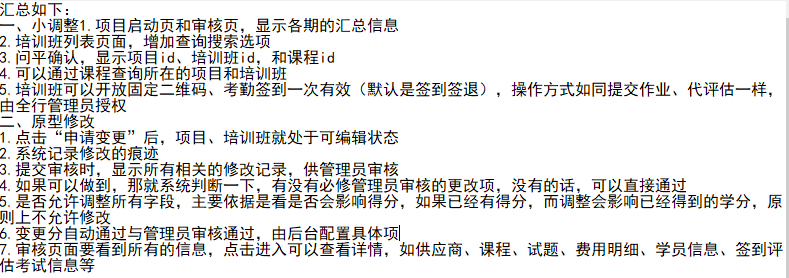 汇总如下：
一、小调整1.项目启动页和审核页，显示各期的汇总信息
2.培训班列表页面，增加查询搜索选项
3.问平确认，显示项目id、培训班id，和课程id
4.可以通过课程查询所在的项目和培训班
5.培训班可以开放固定二维码、考勤签到一次有效（默认是签到签退），操作方式如同提交作业、代评估一样，
由全行管理员授权
二、原型修改
1.点击“申请变更”后，项目、培训班就处于可编辑状态
2.系统记录修改的痕迹
3.提交审核时，显示所有相关的修改记录，供管理员审核
4.如果可以做到，那就系统判断一下，有没有必修管理员审核的更改项，没有的话，可以直接通过
5.是否允许调整所有字段，主要依据是看是否会影响得分，如果已经有得分，而调整会影响已经得到的学分，原
则上不允许修改
6.变更分自动通过与管理员审核通过，由后台配置具体项
7.审核页面要看到所有的信息，点击进入可以查看详情，如供应商、课程、试题、费用明细、学员信息、签到评
估考试信息等